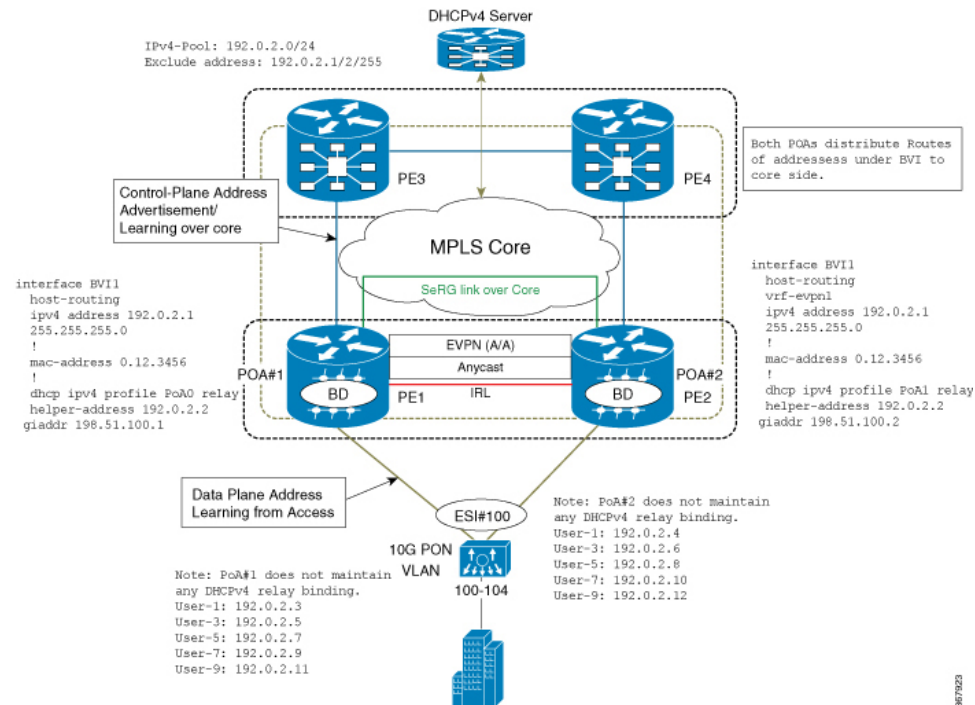 DHCPv4 Server
IPv4-Pool: 192.0.2.0/24
Exclude address: 192.0.2.1/2/255
PE3
PE4
Both POAs distribute Routes
of addressess under BVI to
core side.
Control-Plane Address
Advertisement/
Learning over core
MPLS Core
SeRG link over Core
interface BVI1
host-routing
ipv4 address 192.0.2.1
255.255.255.0
!
mac-address 0.12.3456
!
dhcp ipv4 profile PoA0 relay
helper-address 192.0.2.2
giaddr 198.51.100.1
interface BVI1
host-routing
vrf-evpn1
ipv4 address 192.0.2.1
255.255.255.0
!
mac-address 0.12.3456
!
dhcp ipv4 profile PoA1 relay
helper-address 192.0.2.2
giaddr 198.51.100.2
EVPN (A/A)
Anycast
IRL
POA#1
BD
PE1
POA#2
BD
PE2
Data Plane Address
Learning from Access
ESI#100
10G PON
VLAN
100-104
Note: PoA#1 does not maintain
any DHCPv4 relay binding.
User-1: 192.0.2.3
User-3: 192.0.2.5
User-5: 192.0.2.7
User-7: 192.0.2.9
User-9: 192.0.2.11
Note: PoA#2 does not maintain
any DHCPv4 relay binding.
User-1: 192.0.2.4
User-3: 192.0.2.6
User-5: 192.0.2.8
User-7: 192.0.2.10
User-9: 192.0.2.12